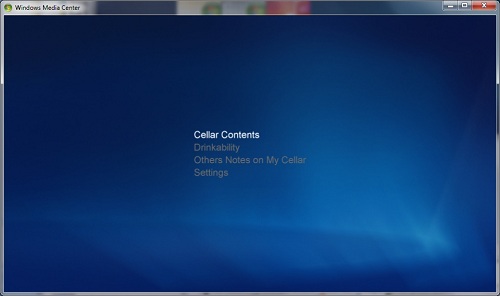 Windows Media Center
Cellar Contents
Drinkability
Others Notes on My Cellar
Settings